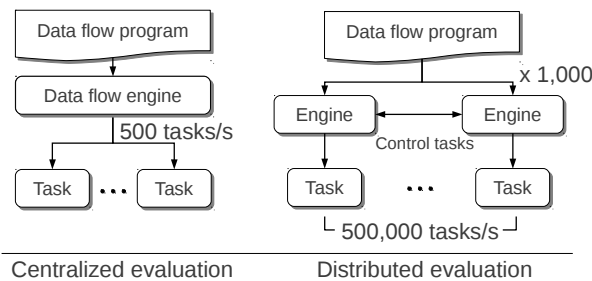 Data flow program
Data flow engine
500 tasks/s
Task ••• Task
Centralized evaluation
Data flow program
x 1,000
Engine
Engine
Control tasks
Task ••• Task
500,000 tasks/s
Distributed evaluation